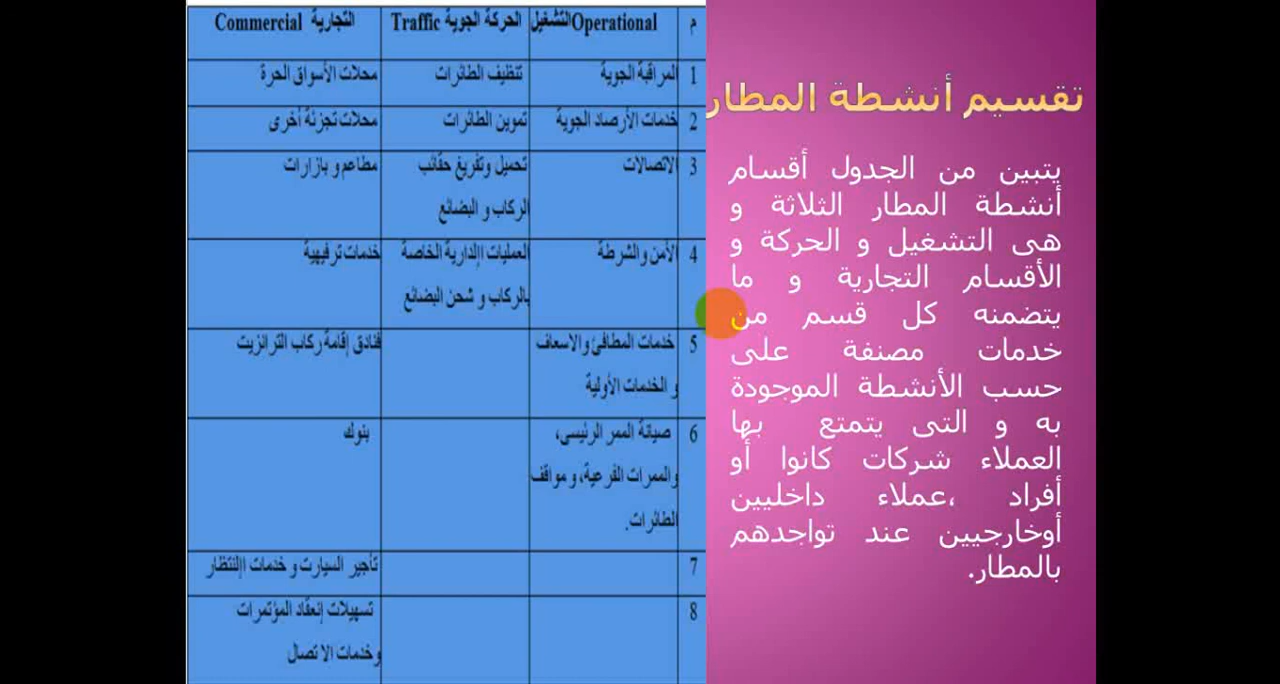 تقسيم أنشطة المطار
يتبين من الجدول أقسام
أنشطة المطار الثلاثة و
هى التشغيل و الحركة و
الأقسام التجارية و ما
يتضمنه كل قسم من
خدمات مصنفة على
حسب الأنشطة الموجودة
به و التى يتمتع بها
العملاء شركات كانوا أو
أفراد ،عملاء داخليين
أوخارجيين عند تواجدهم
بالمطار.
م Operationalالتشغيل الحركة الجوية Traffic التجارية Commercial
1 المراقبة الجوية تنظيف الطائرات محلات الأسواق الحرة
2 خدمات الأرصاد الجوية تموين الطائرات محلات تجزئة أخرى
3 الاتصالات تحميل وتفريغ حقائب مطاعم و بازارات
الركاب و البضائع
4 الأمن والشرطة العمليات اإلدارية الخاصة خدمات ترفيهية
بالركاب و شحن البضائع
5 خدمات المطافئ والاسعاف فنادق إقامة ركاب الترانزيت
و الخدمات الأولية
6 صيانة الممر الرئيسى، بنوك
والممرات الفرعية، و مواقف
الطائرات.
7 تأجير السيارت و خدمات اإلنتظار
8 تسهيلات إنعقاد المؤتمرات
وخدمات الاتصال